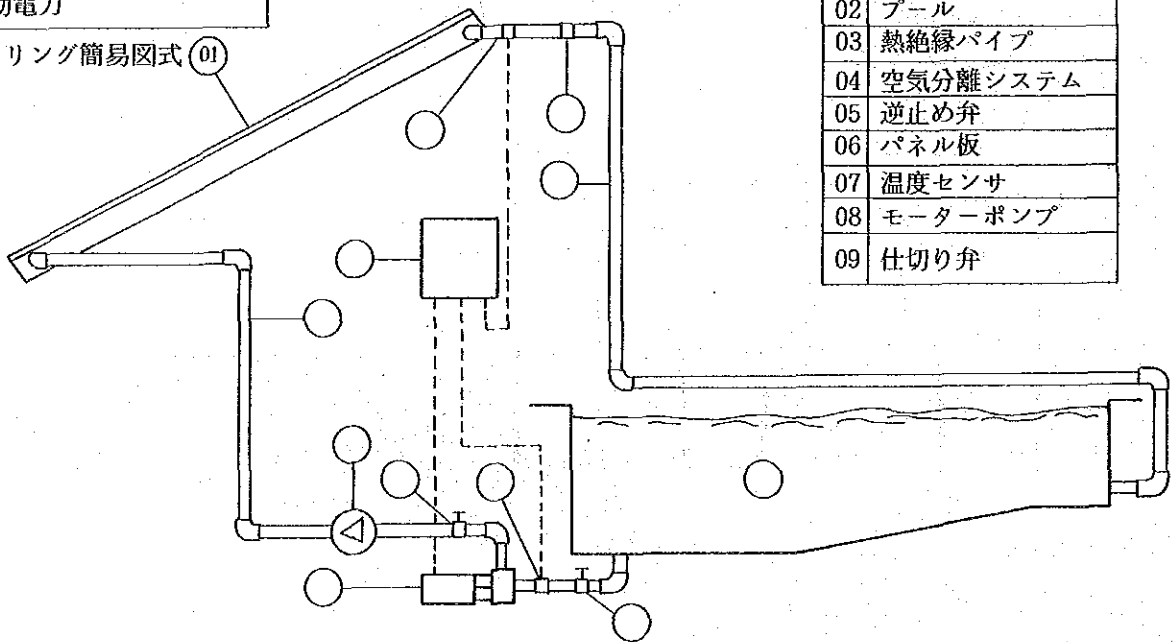 動電力
リング簡易図式 01
02 プール
03 熱絶縁パイプ
04 空気分離システム
05 逆止め弁
06 パネル板
07 温度センサ
08 モーターポンプ
09 仕切り弁